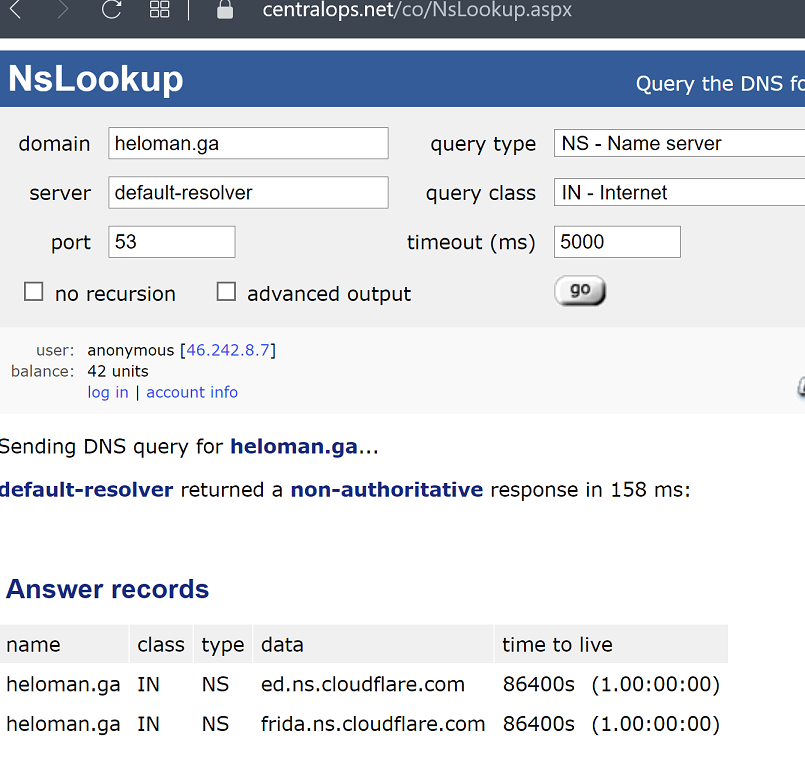 centralops.net/co/NsLookup.aspx
NsLookup
Query the DNS fo
domain heloman.ga query type NS - Name server
server default-resolver query class IN - Internet
port 53 timeout (ms) 5000
no recursion advanced output go
user: anonymous [46.242.8.7]
balance: 42 units
log in | account info
Sending DNS query for heloman.ga...
default-resolver returned a non-authoritative response in 158 ms:
Answer records
name class type data time to live
heloman.ga IN NS ed.ns.cloudflare.com 86400s (1.00:00:00)
heloman.ga IN NS frida.ns.cloudflare.com 86400s (1.00:00:00)